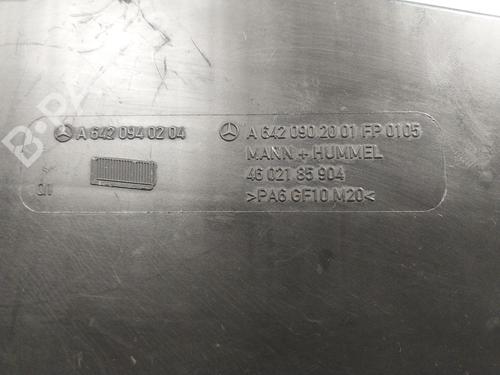 A 642 094 02 04
A 642 090 20 01 FP 0105
MANN + HUMMEL
46 021 85 904
>PA6 GF10 M20<